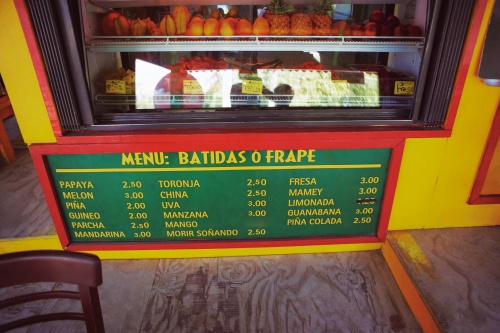 MENU: BATIDAS Ó FRAPE
PAPAYA 2.50
MELON 3.00
PIÑA 2.00
GUINEO 2.00
PARCHA 2.50
MANDARINA 3.00
TORONJA 2.50
CHINA 2.50
UVA 3.00
MANZANA 3.00
MANGO
MORIR SOÑANDO 2.50
FRESA 3.00
MAMEY 3.00
LIMONADA
GUANABANA 3.00
PIÑA COLADA 2.50